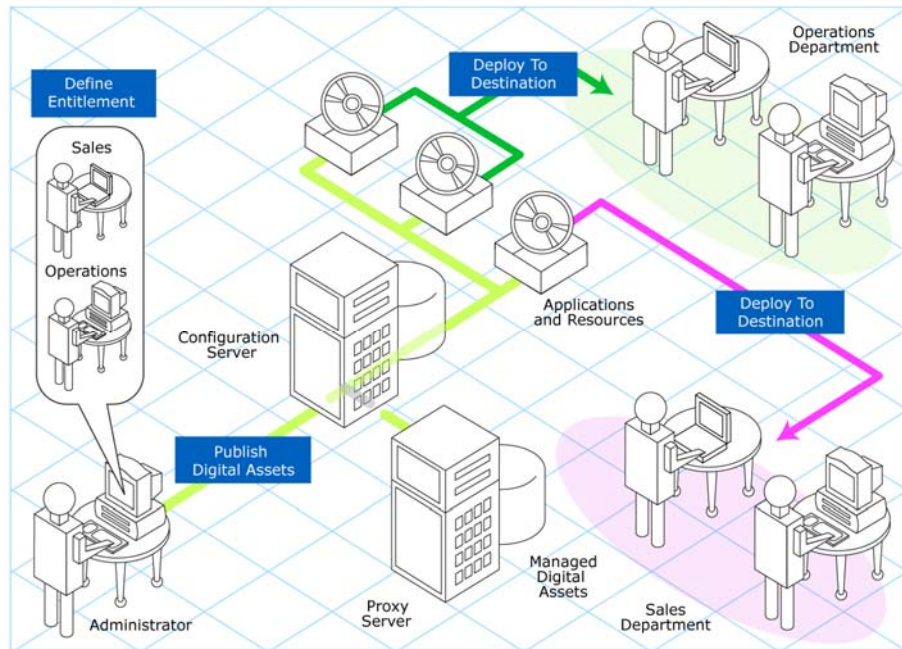 Define
Entitlement
Sales
Operations
Deploy To
Destination
Operations
Department
Applications
and Resources
Deploy To
Destination
Configuration
Server
Publish
Digital Assets
Administrator
Proxy
Server
Managed
Digital
Assets
Sales
Department